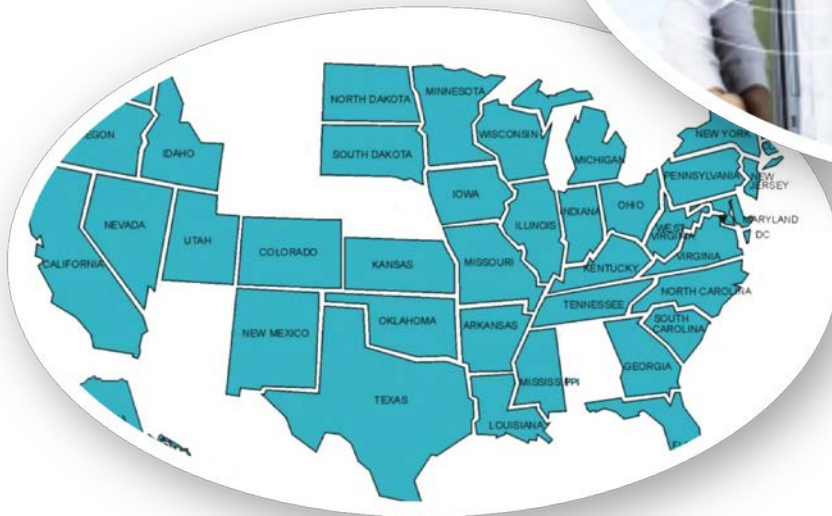 NORTH DAKOTA
MINNESOTA
SOUTH DAKOTA
WISCONSIN
MICHIGAN
NEW YORK
EGON
IDAHO
PENNSYLVANIA
NEW
JERSEY
IOWA
NEVADA
UTAH
COLORADO
ILLINOIS
INDIANA
OHIO
WEST
VIRGINIA
MARYLAND
DC
CALIFORNIA
KANSAS
MISSOURI
KENTUCKY
VIRGINIA
NORTH CAROLINA
TENNESSEE
NEW MEXICO
OKLAHOMA
ARKANSAS
SOUTH
CAROLINA
TEXAS
MISSISSIPPI
GEORGIA
LOUISIANA